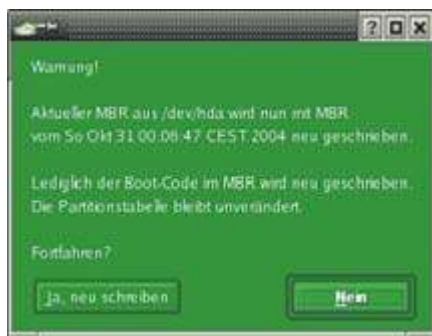 Warnung!
Aktueller MBR aus /dev/hda wird nun mit MBR
vom So Okt 31 00:08:47 CEST 2004 neu geschrieben.
Lediglich der Boot-Code im MBR wird neu geschrieben.
Die Partitionstabelle bleibt unverändert.
Fortfahren?
Ja, neu schreiben
Nein